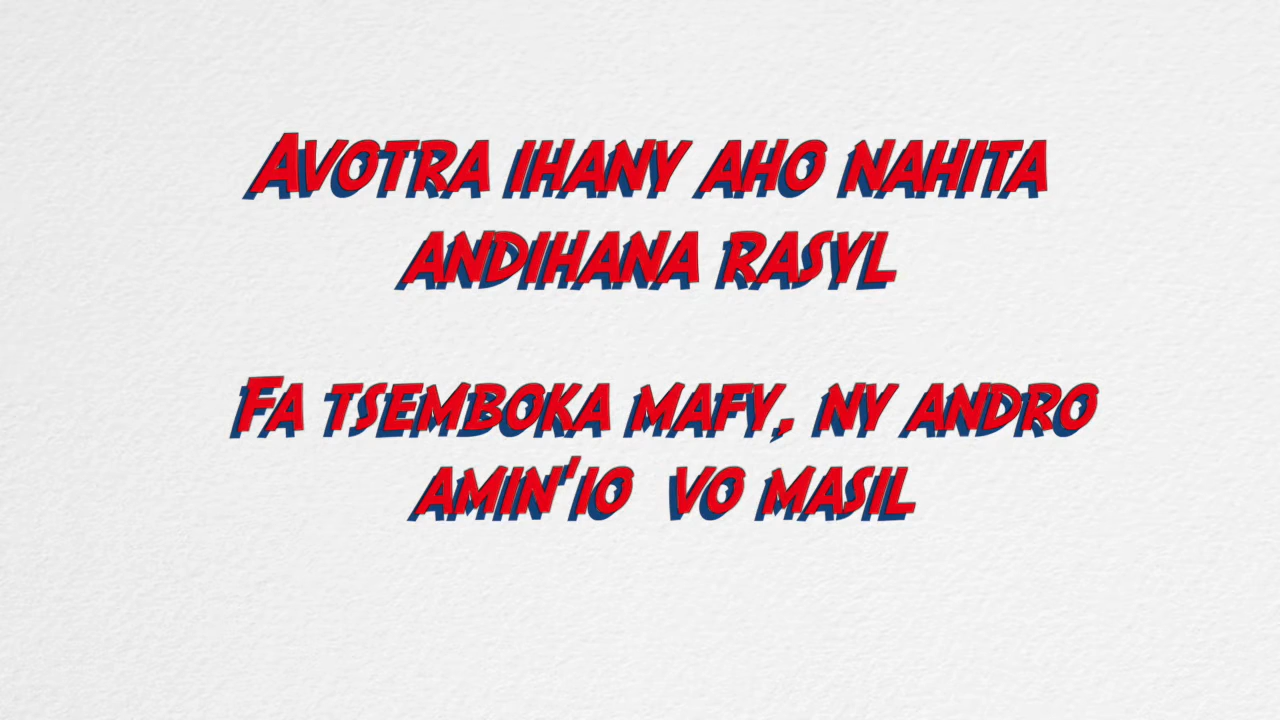 Avotra ihany aho nahita
andihana Rasyl
Fa tsemboka mafy, ny andro
amin'io vo masil